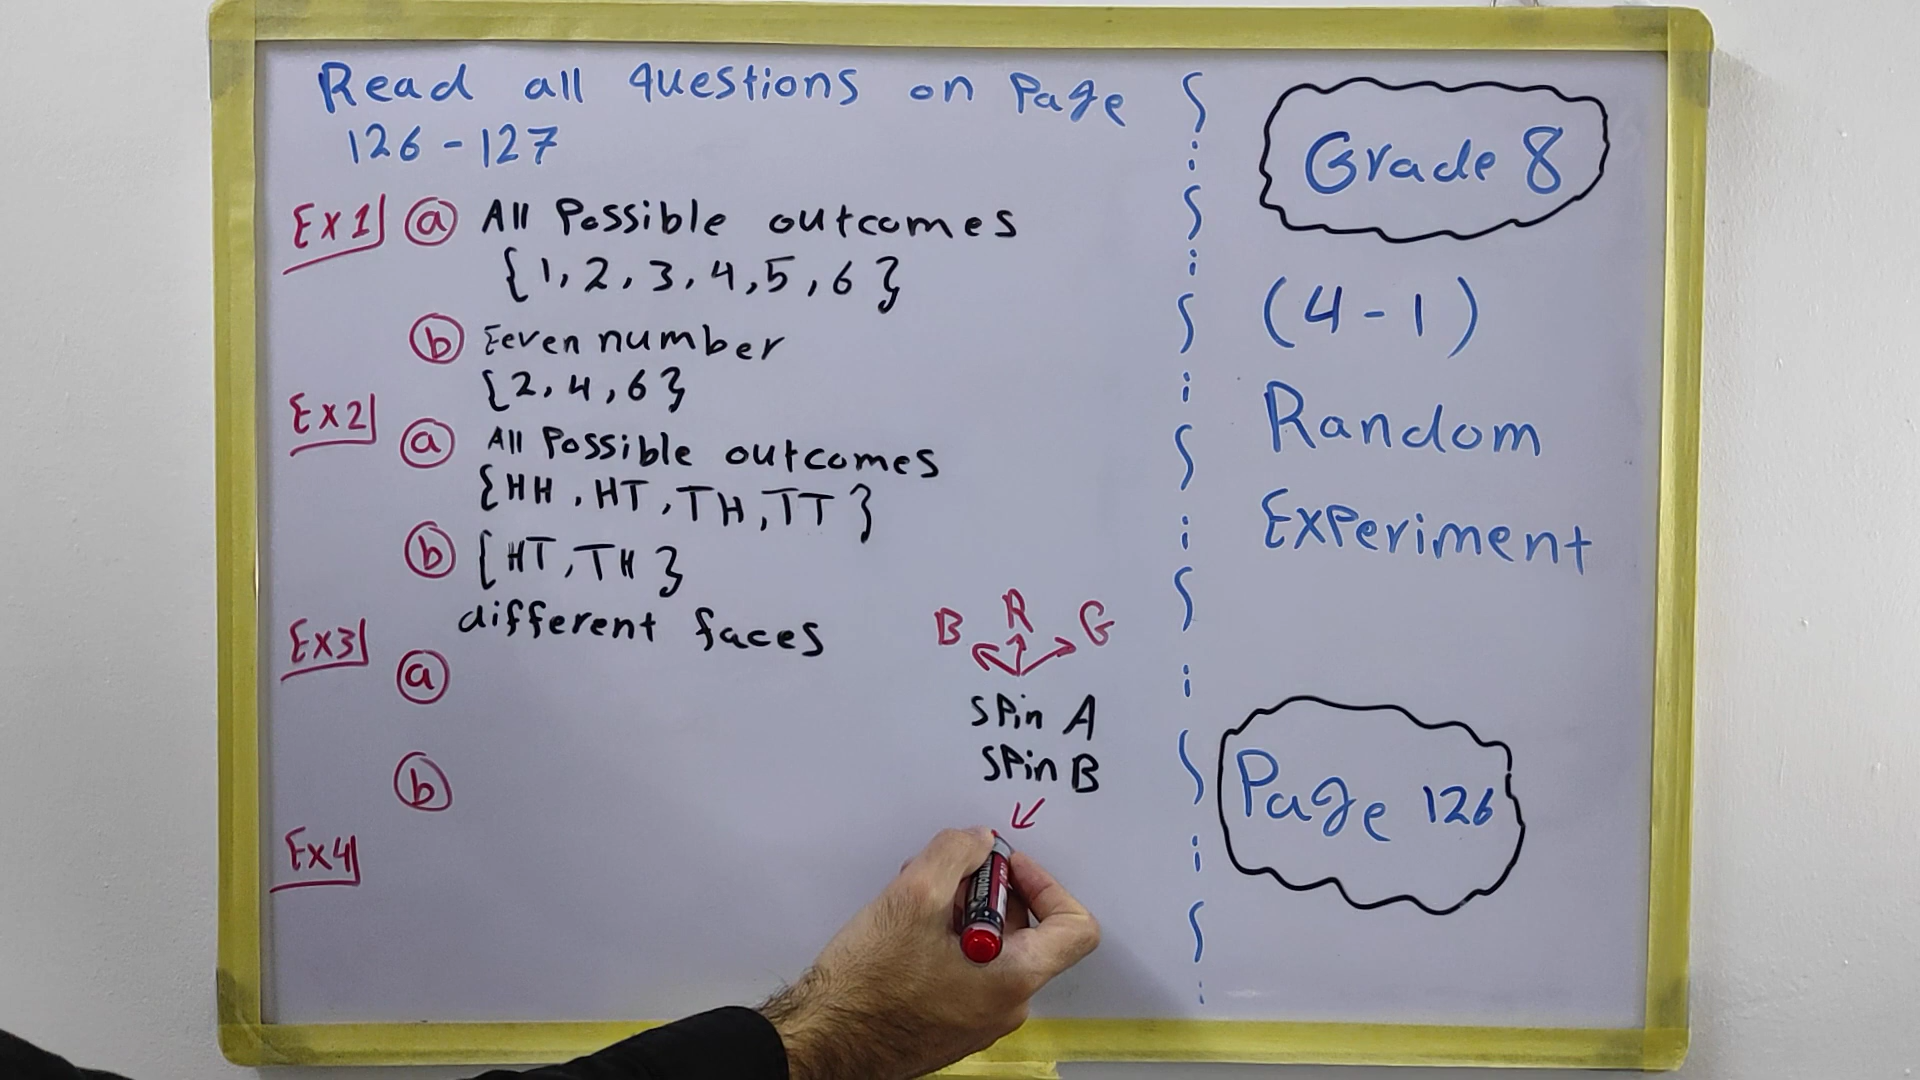 Read all questions on Page
126 - 127
Ex1 a All Possible outcomes
{1, 2, 3, 4, 5, 6}
b Eeven number
{2, 4, 6}
Ex2
a All Possible outcomes
{HH, HT, TH, TT}
b {HT, TH}
different faces
Ex3
a
b
Ex4
B R G
SPin A
SPin B
Grade 8
(4-1)
Random
Experiment
Page 126